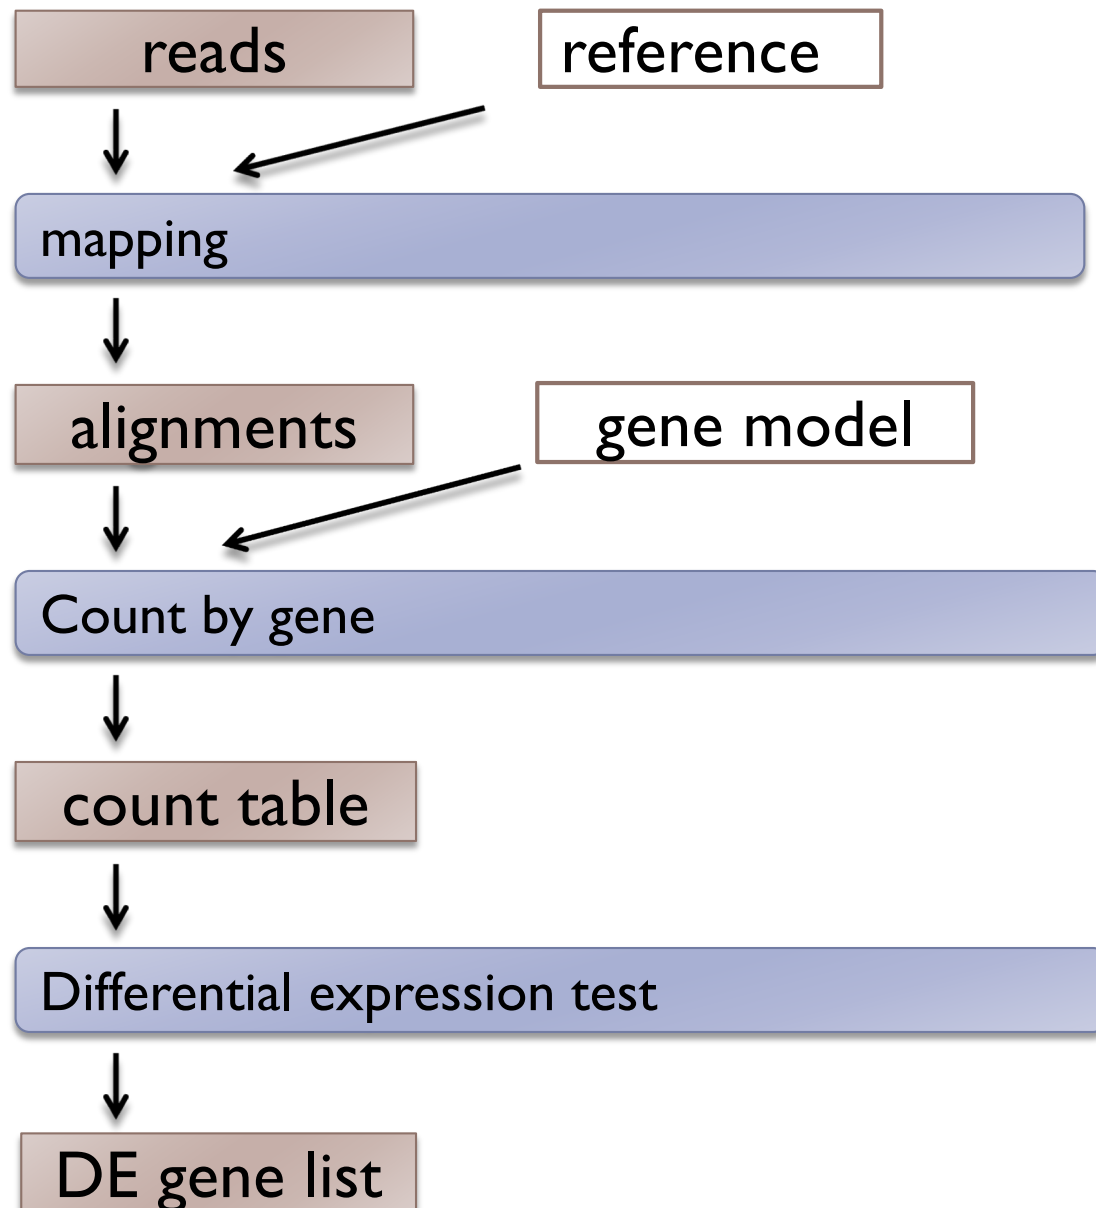 reads
reference
mapping
alignments
gene model
Count by gene
count table
Differential expression test
DE gene list